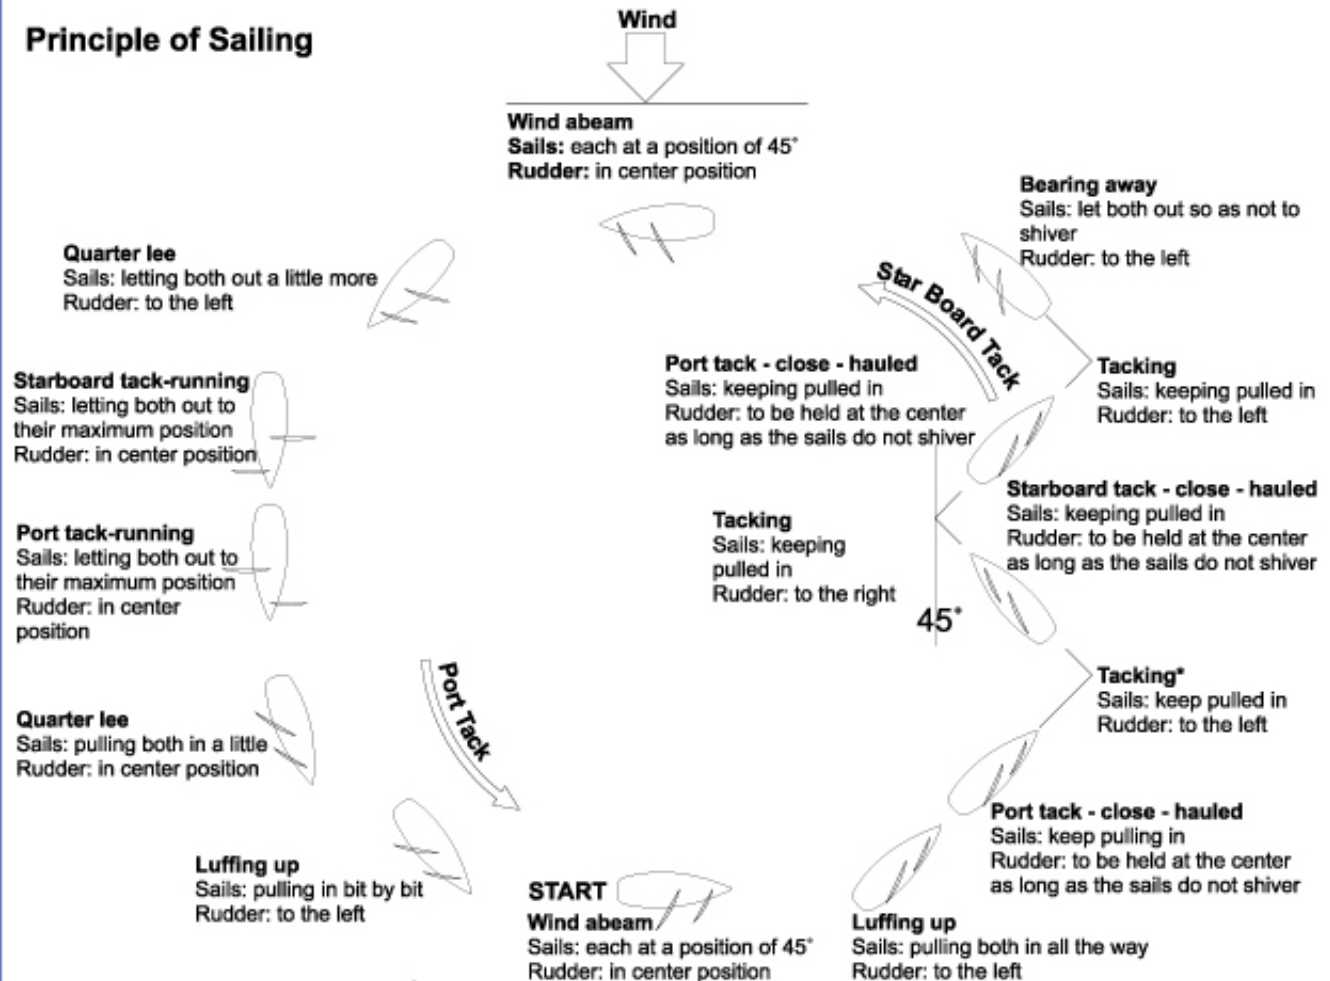 Principle of Sailing
Wind
Wind abeam
Sails: each at a position of 45°
Rudder: in center position
Bearing away
Sails: let both out so as not to
shiver
Rudder: to the left
Quarter lee
Sails: letting both out a little more
Rudder: to the left
Star Board Tack
Port tack - close - hauled
Sails: keeping pulled in
Rudder: to be held at the center
as long as the sails do not shiver
Tacking
Sails: keeping pulled in
Rudder: to the left
Starboard tack-running
Sails: letting both out to
their maximum position
Rudder: in center position
Starboard tack - close - hauled
Sails: keeping pulled in
Rudder: to be held at the center
as long as the sails do not shiver
Tacking
Sails: keeping
pulled in
Rudder: to the right
45°
Port tack-running
Sails: letting both out to
their maximum position
Rudder: in center
position
Tacking*
Sails: keep pulled in
Rudder: to the left
Quarter lee
Sails: pulling both in a little
Rudder: in center position
Port Tack
Port tack - close - hauled
Sails: keep pulling in
Rudder: to be held at the center
as long as the sails do not shiver
Luffing up
Sails: pulling in bit by bit
Rudder: to the left
START
Wind abeam
Sails: each at a position of 45°
Rudder: in center position
Luffing up
Sails: pulling both in all the way
Rudder: to the left